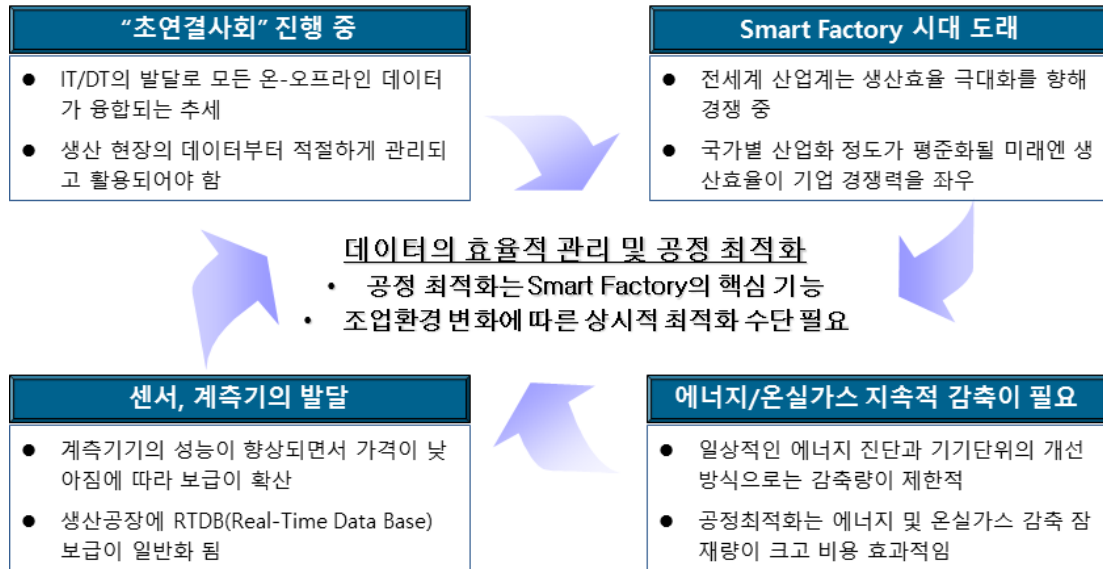 “초연결사회” 진행 중
● IT/DT의 발달로 모든 온-오프라인 데이터
가 융합되는 추세
● 생산 현장의 데이터부터 적절하게 관리되
고 활용되어야 함
Smart Factory 시대 도래
● 전세계 산업계는 생산효율 극대화를 향해
경쟁 중
● 국가별 산업화 정도가 평준화될 미래엔 생
산효율이 기업 경쟁력을 좌우
데이터의 효율적 관리 및 공정 최적화
• 공정 최적화는 Smart Factory의 핵심 기능
• 조업환경 변화에 따른 상시적 최적화 수단 필요
센서, 계측기의 발달
● 계측기기의 성능이 향상되면서 가격이 낮
아짐에 따라 보급이 확산
● 생산공장에 RTDB(Real-Time Data Base)
보급이 일반화 됨
에너지/온실가스 지속적 감축이 필요
● 일상적인 에너지 진단과 기기단위의 개선
방식으로는 감축량이 제한적
● 공정최적화는 에너지 및 온실가스 감축 잠
재량이 크고 비용 효과적임